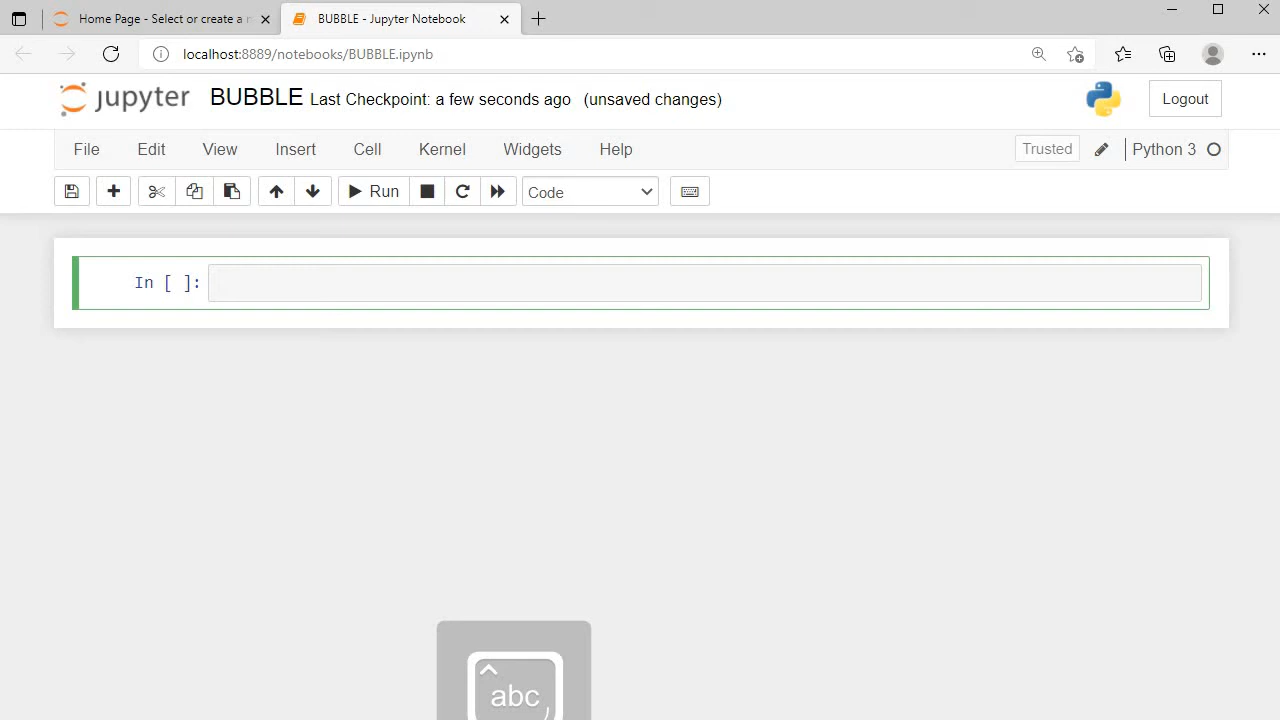 Home Page - Select or create a n
BUBBLE - Jupyter Notebook
localhost:8889/notebooks/BUBBLE.ipynb
jupyter BUBBLE Last Checkpoint: a few seconds ago (unsaved changes)
Logout
File Edit View Insert Cell Kernel Widgets Help
Trusted Python 3
Run Code
In [ ]:
abc